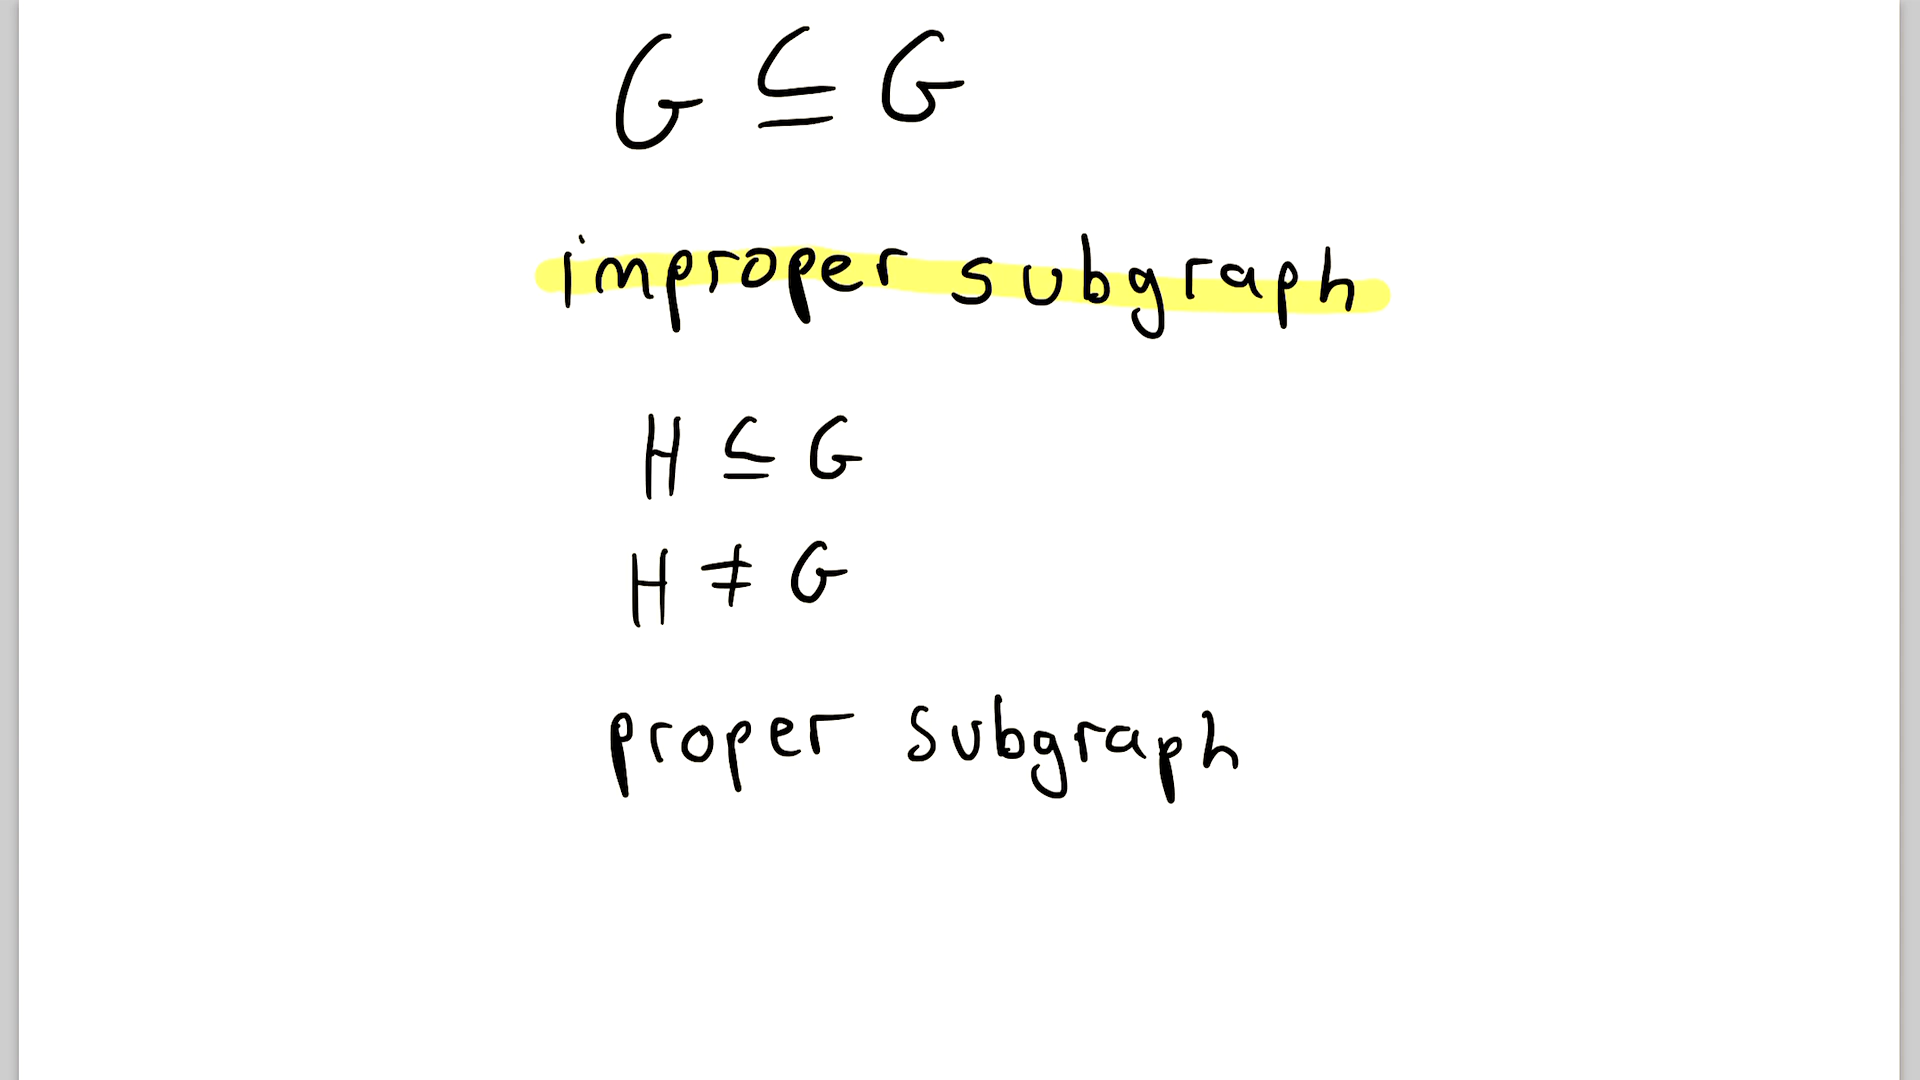 G ⊆ G
improper subgraph
H ⊆ G
H ≠ G
proper subgraph